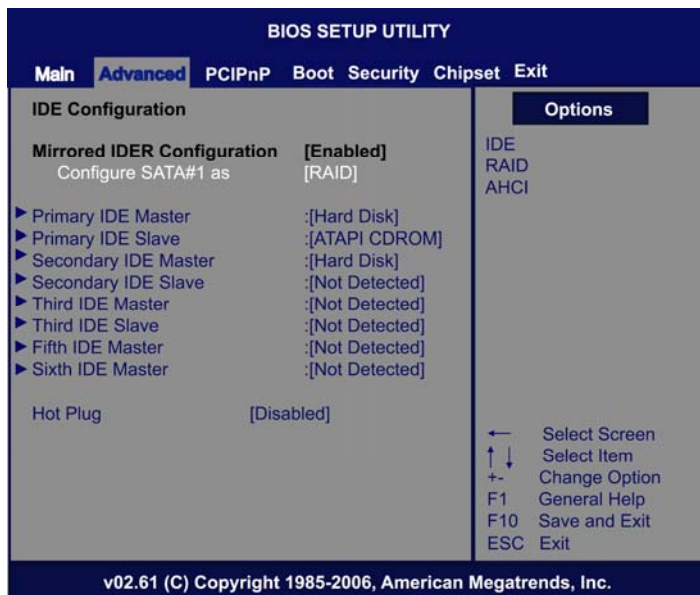 BIOS SETUP UTILITY
Main Advanced PCIPnP Boot Security Chipset Exit
IDE Configuration
Mirrored IDER Configuration [Enabled]
Configure SATA#1 as [RAID]
Primary IDE Master :[Hard Disk]
Primary IDE Slave :[ATAPI CDROM]
Secondary IDE Master :[Hard Disk]
Secondary IDE Slave :[Not Detected]
Third IDE Master :[Not Detected]
Third IDE Slave :[Not Detected]
Fifth IDE Master :[Not Detected]
Sixth IDE Master :[Not Detected]
Hot Plug [Disabled]
Options
IDE
RAID
AHCI
← Select Screen
↑ ↓ Select Item
+- Change Option
F1 General Help
F10 Save and Exit
ESC Exit
v02.61 (C) Copyright 1985-2006, American Megatrends, Inc.